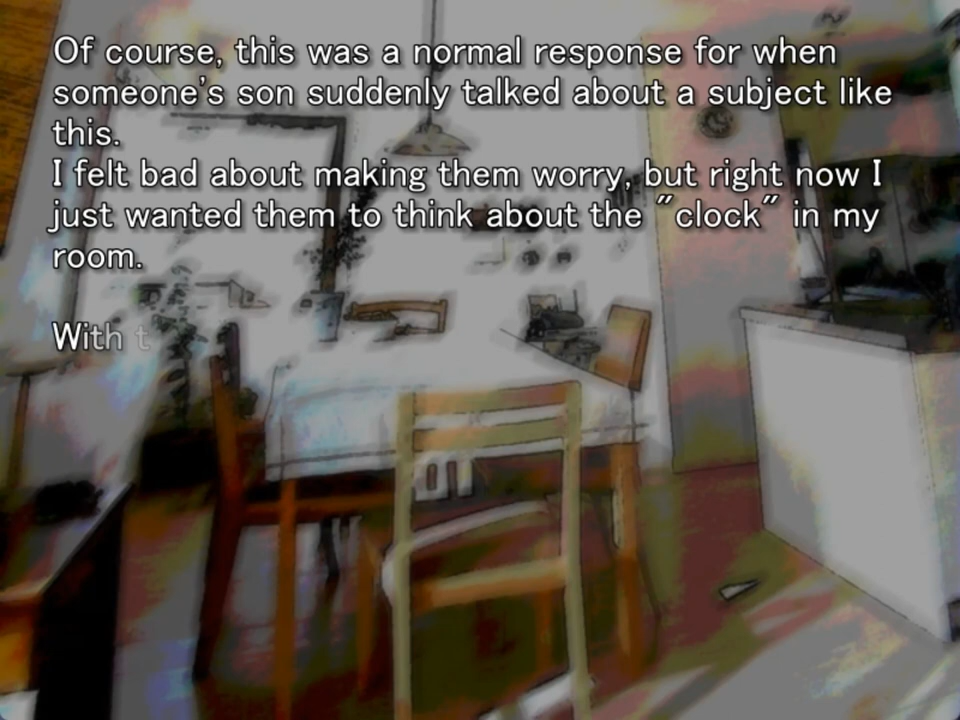 Of course, this was a normal response for when
someone's son suddenly talked about a subject like
this.
I felt bad about making them worry, but right now I
just wanted them to think about the "clock" in my
room.
With t